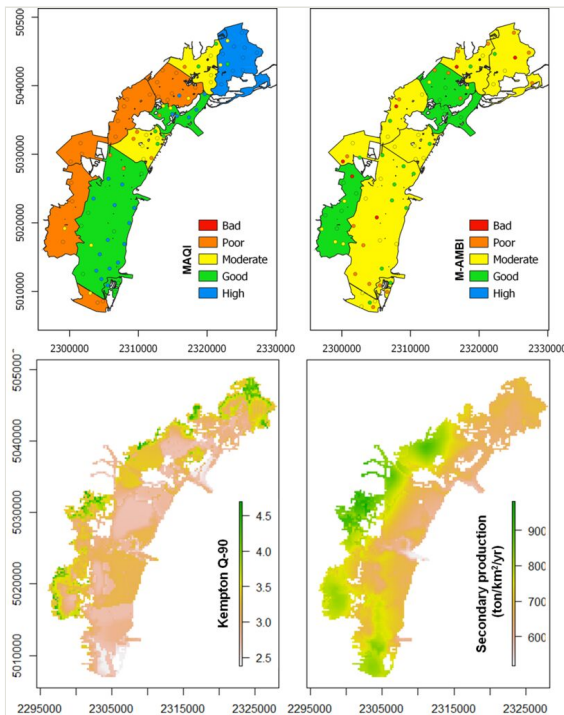 5010000 5020000 5030000 5040000 50500
MAQI
Bad
Poor
Moderate
Good
High
2300000 2310000 2320000 2330000
M-AMBI
Bad
Poor
Moderate
Good
High
2300000 2310000 2320000 2330000
5010000 5020000 5030000 5040000 505000
Kempton Q-90
4.5
4.0
3.5
3.0
2.5
2295000 2305000 2315000 2325000
Secondary production
(ton/km²/yr)
900
800
700
600
2295000 2305000 2315000 2325000